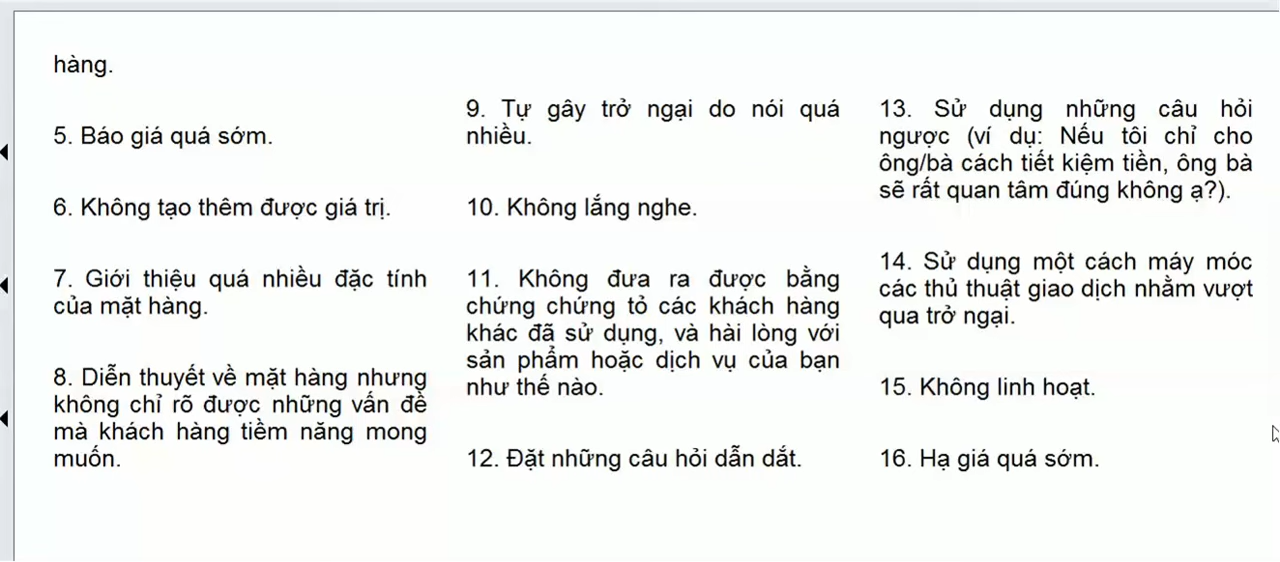 hàng.
5. Báo giá quá sớm.
6. Không tạo thêm được giá trị.
7. Giới thiệu quá nhiều đặc tính
của mặt hàng.
8. Diễn thuyết về mặt hàng nhưng
không chỉ rõ được những vấn đề
mà khách hàng tiềm năng mong
muốn.
9. Tự gây trở ngại do nói quá
nhiều.
10. Không lắng nghe.
11. Không đưa ra được bằng
chứng chứng tỏ các khách hàng
khác đã sử dụng, và hài lòng với
sản phẩm hoặc dịch vụ của bạn
như thế nào.
12. Đặt những câu hỏi dẫn dắt.
13. Sử dụng những câu hỏi
ngược (ví dụ: Nếu tôi chỉ cho
ông/bà cách tiết kiệm tiền, ông bà
sẽ rất quan tâm đúng không ạ?).
14. Sử dụng một cách máy móc
các thủ thuật giao dịch nhằm vượt
qua trở ngại.
15. Không linh hoạt.
16. Hạ giá quá sớm.